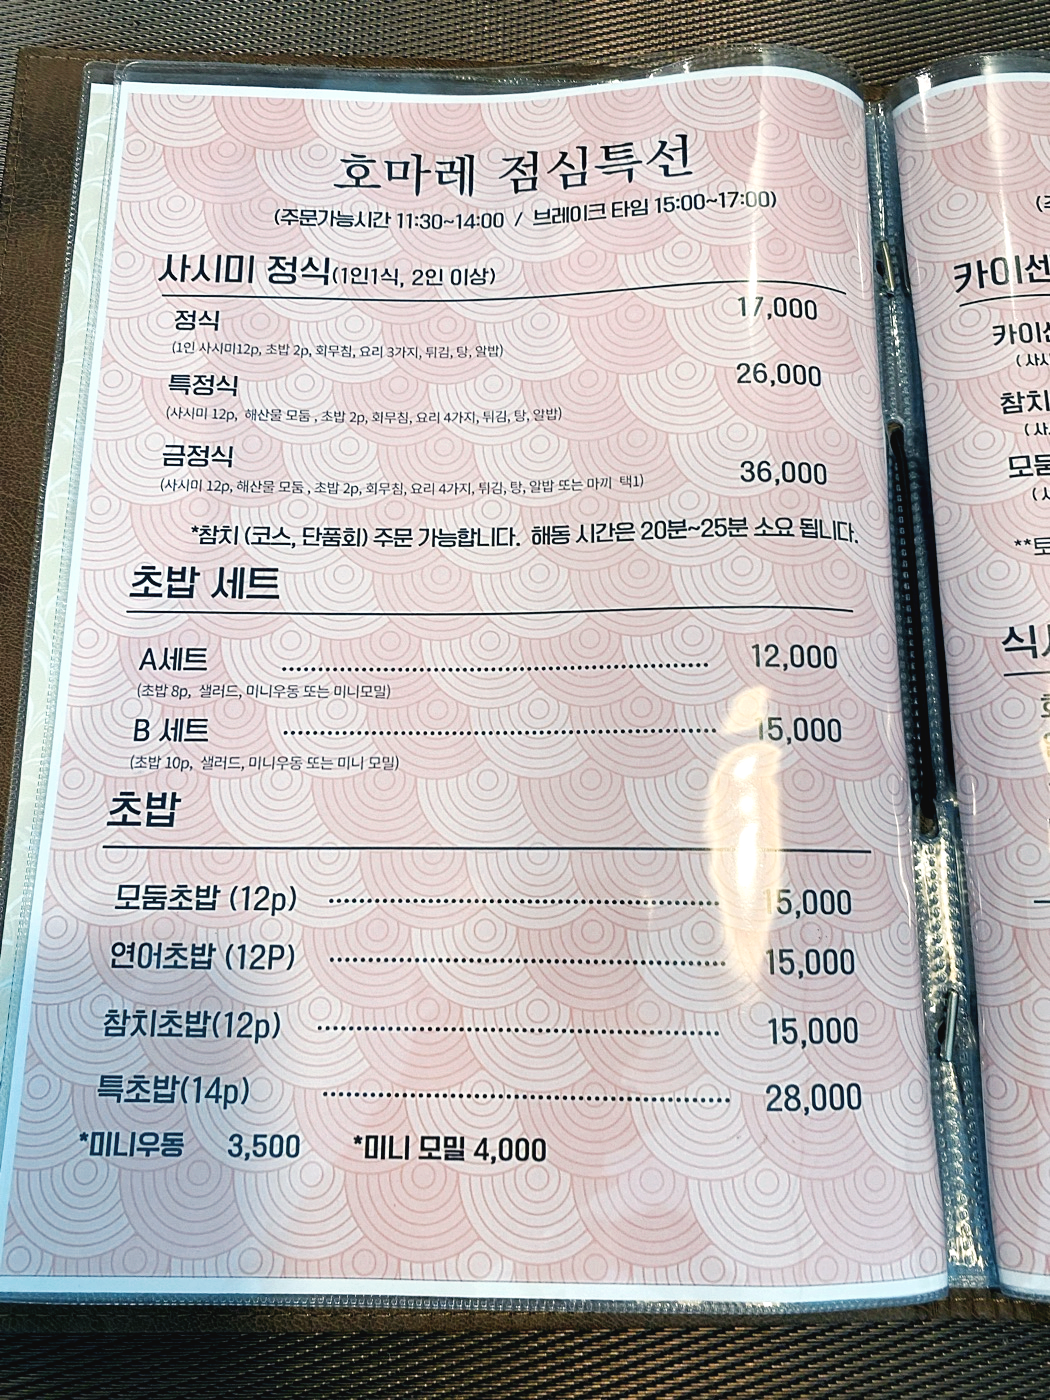 호마레 점심특선
(주문가능시간 11:30~14:00 / 브레이크 타임 15:00~17:00)
사시미 정식(1인1식, 2인 이상)
정식 17,000
(1인 사시미12p, 초밥 2p, 회무침, 요리 3가지, 튀김, 탕, 알밥)
특정식 26,000
(사시미 12p, 해산물 모둠 , 초밥 2p, 회무침, 요리 4가지, 튀김, 탕, 알밥)
금정식 36,000
(사시미 12p, 해산물 모둠 , 초밥 2p, 회무침, 요리 4가지, 튀김, 탕, 알밥 또는 마끼 택1)
*참치 (코스, 단품회) 주문 가능합니다. 해동 시간은 20분~25분 소요 됩니다.
초밥 세트
A세트 12,000
(초밥 8p, 샐러드, 미니우동 또는 미니모밀)
B 세트 15,000
(초밥 10p, 샐러드, 미니우동 또는 미니 모밀)
초밥
모둠초밥 (12p) 15,000
연어초밥 (12P) 15,000
참치초밥(12p) 15,000
특초밥(14p) 28,000
*미니우동 3,500 *미니 모밀 4,000
카이센
참치
모둠